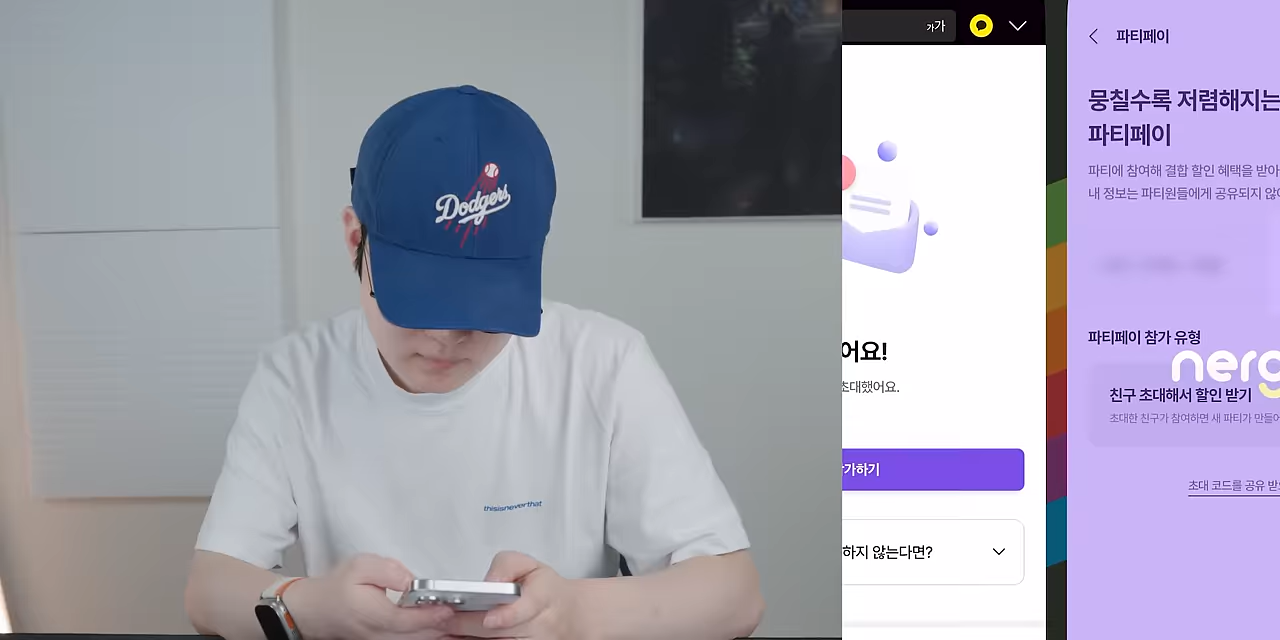 Dodgers
thisisneverthat
가가
어요!
초대했어요.
가하기
하지 않는다면?
파티페이
뭉칠수록 저렴해지는
파티페이
파티에 참여해 결합 할인 혜택을 받아
내 정보는 파티원들에게 공유되지 않
파티페이 참가 유형
nerg
친구 초대해서 할인 받기
초대한 친구가 참여하면 새 파티가 만들어
초대 코드를 공유 받